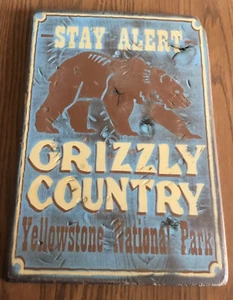 STAY ALERT
GRIZZLY
COUNTRY
Yellowstone National Park